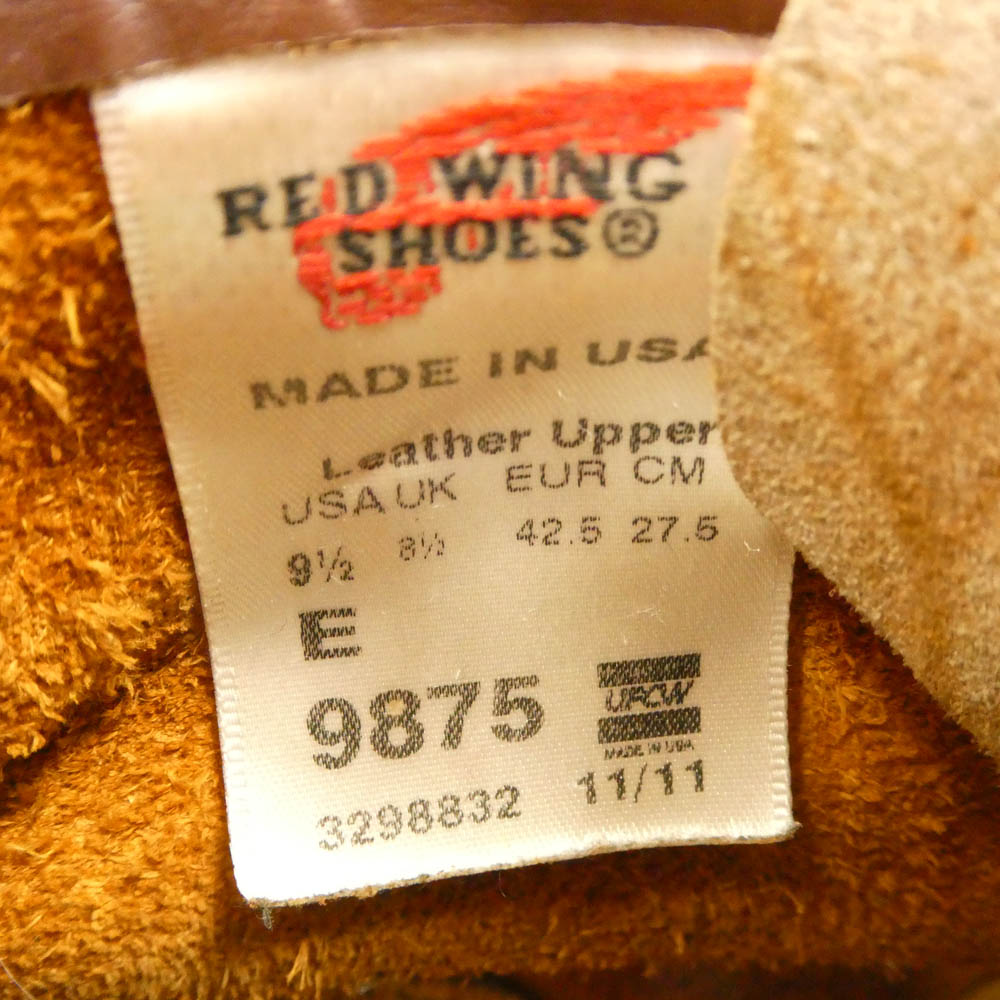 RED WING
SHOES®
MADE IN USA
Leather Upper
USA UK EUR CM
9½ 8½ 42.5 27.5
E
9875
UFCW
MADE IN USA
3298832 11/11